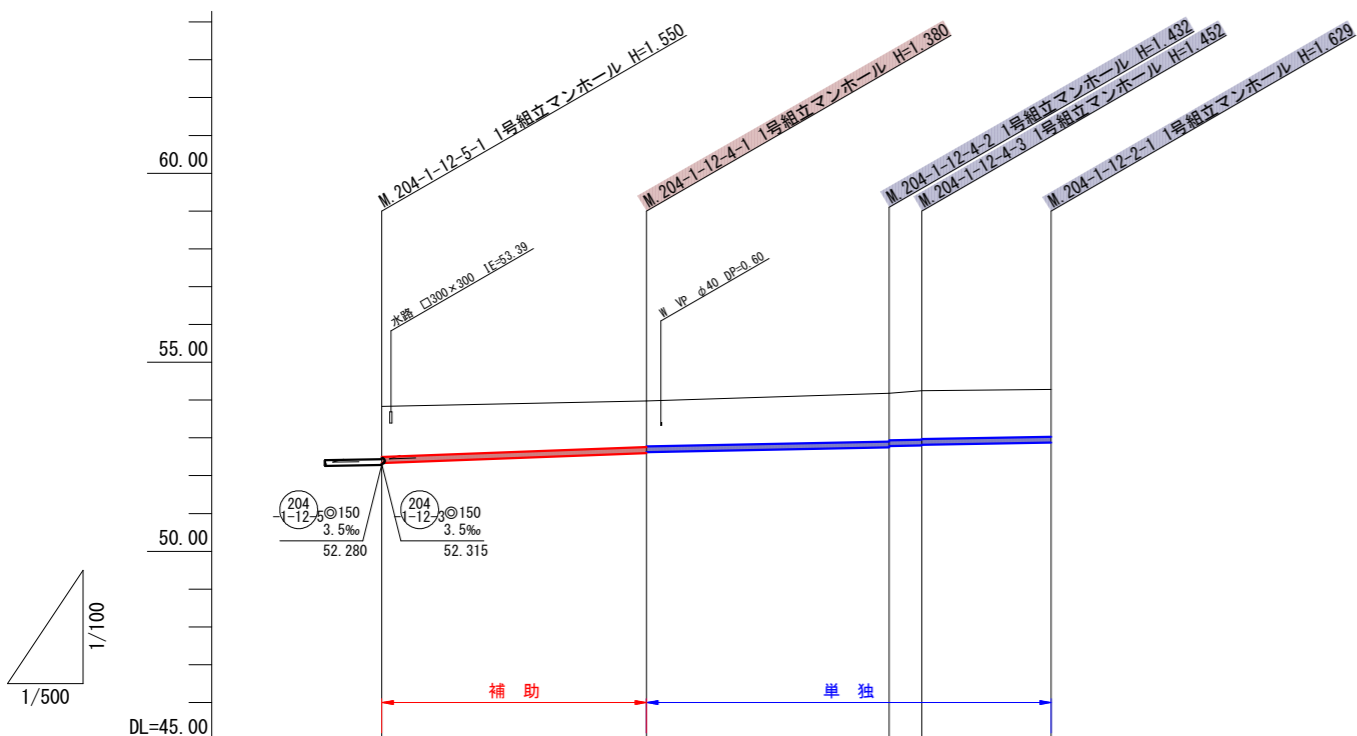 M.204-1-12-5-1 1号組立マンホール H=1.550
M.204-1-12-4-1 1号組立マンホール H=1.380
M.204-1-12-4-2 1号組立マンホール H=1.432
M.204-1-12-4-3 1号組立マンホール H=1.452
M.204-1-12-2-1 1号組立マンホール H=1.629
60.00
水路 □300×300 IE=53.39
W VP φ40 DP=0.60
55.00
204
-1-12-5
◎150
3.5‰
52.280
204
-1-12-3
◎150
3.5‰
52.315
50.00
1/100
1/500
補 助
単 独
DL=45.00